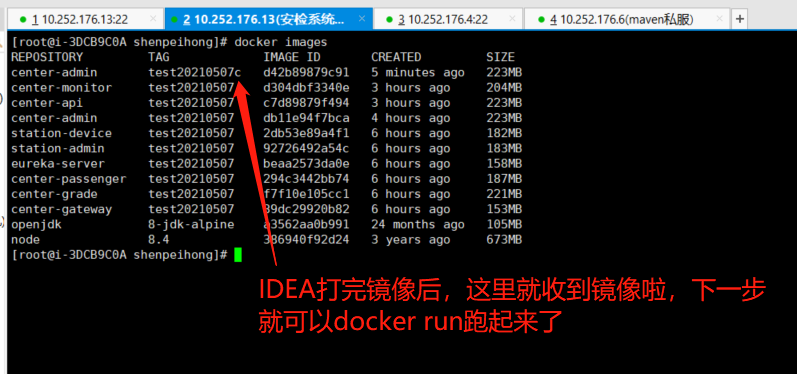 1 10.252.176.13:22 2 10.252.176.13(安检系统... 3 10.252.176.4:22 4 10.252.176.6(maven私服)
[root@i-3DCB9C0A shenpeihong]# docker images
REPOSITORY TAG IMAGE ID CREATED SIZE
center-admin test20210507c d42b89879c91 5 minutes ago 223MB
center-monitor test20210507 d304dbf3340e 3 hours ago 204MB
center-api test20210507 c7d89879f494 3 hours ago 223MB
center-admin test20210507 db11e94f7bca 4 hours ago 223MB
station-device test20210507 2db53e89a4f1 6 hours ago 182MB
station-admin test20210507 92726492a54c 6 hours ago 183MB
eureka-server test20210507 beaa2573da0e 6 hours ago 158MB
center-passenger test20210507 294c3442bb74 6 hours ago 187MB
center-grade test20210507 f7f10e105cc1 6 hours ago 221MB
center-gateway test20210507 39dc29920b82 6 hours ago 153MB
openjdk 8-jdk-alpine a3562aa0b991 24 months ago 105MB
node 8.4 386940f92d24 3 years ago 673MB
[root@i-3DCB9C0A shenpeihong]#
IDEA打完镜像后，这里就收到镜像啦，下一步
就可以docker run跑起来了